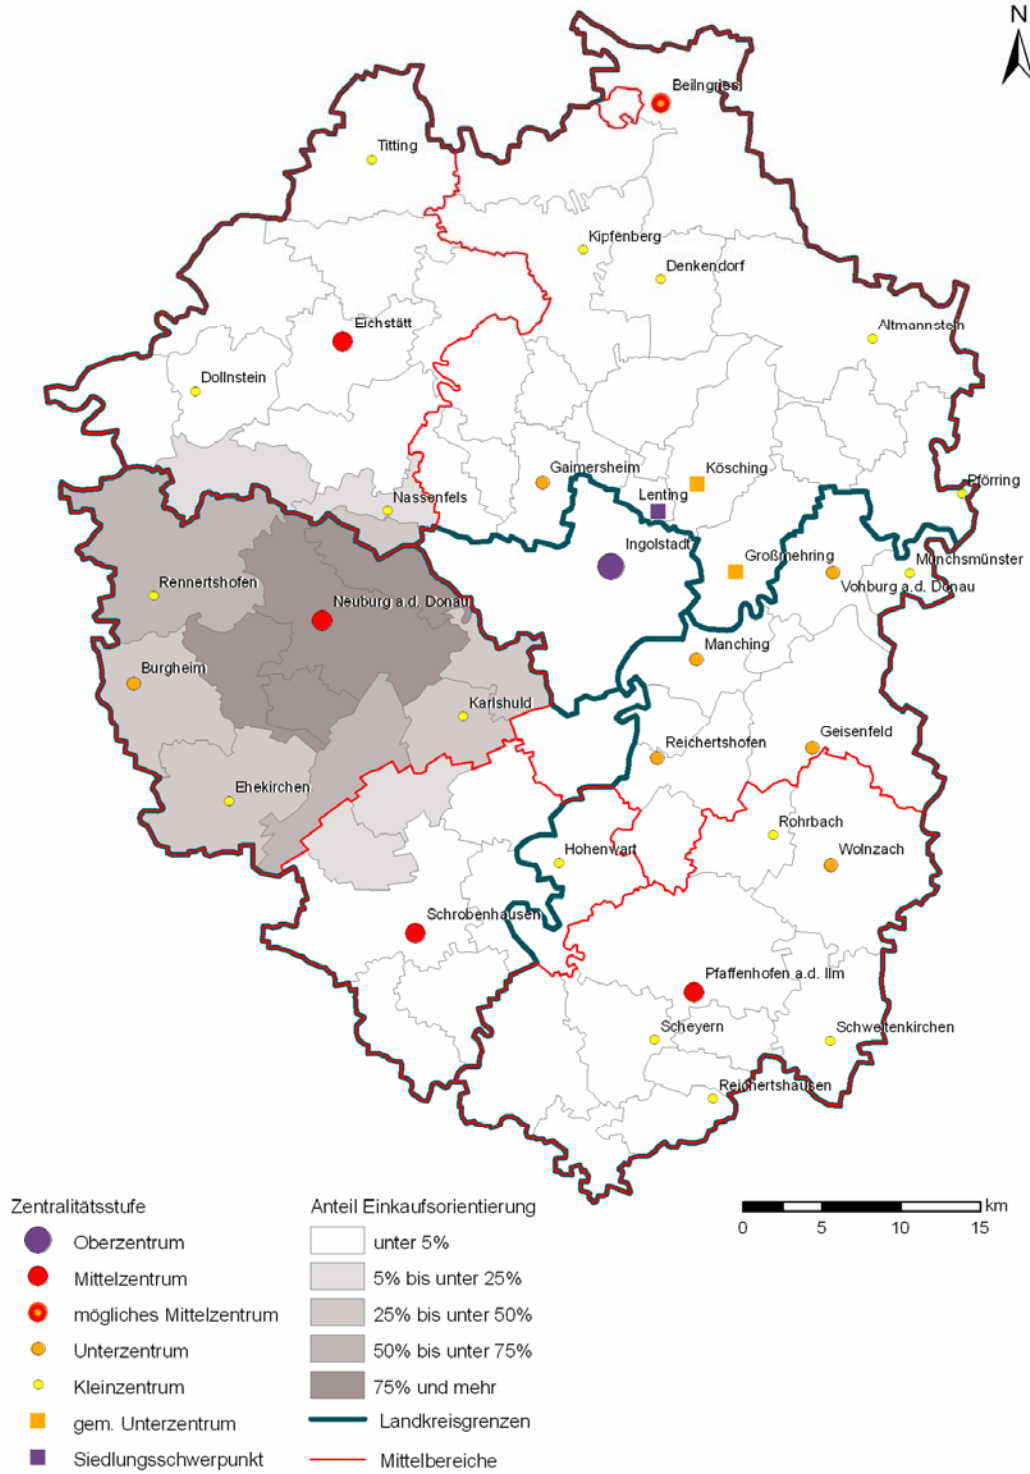 N
Beilngries
Titting
Kipfenberg
Denkendorf
Eichstätt
Altmannstein
Dollnstein
Gaimersheim
Kösching
Nassenfels
Lenting
Pförring
Ingolstadt
Großmehring
Münchsmünster
Rennertshofen
Vohburg a.d. Donau
Neuburg a.d. Donau
Manching
Burgheim
Karlshuld
Reichertshofen
Geisenfeld
Ehekirchen
Rohrbach
Hohenwart
Wolnzach
Schrobenhausen
Pfaffenhofen a.d. Ilm
Scheyern
Schweitenkirchen
Reichertshausen
km
0 5 10 15
Zentralitätsstufe
Oberzentrum
Mittelzentrum
mögliches Mittelzentrum
Unterzentrum
Kleinzentrum
gem. Unterzentrum
Siedlungsschwerpunkt
Anteil Einkaufsorientierung
unter 5%
5% bis unter 25%
25% bis unter 50%
50% bis unter 75%
75% und mehr
Landkreisgrenzen
Mittelbereiche